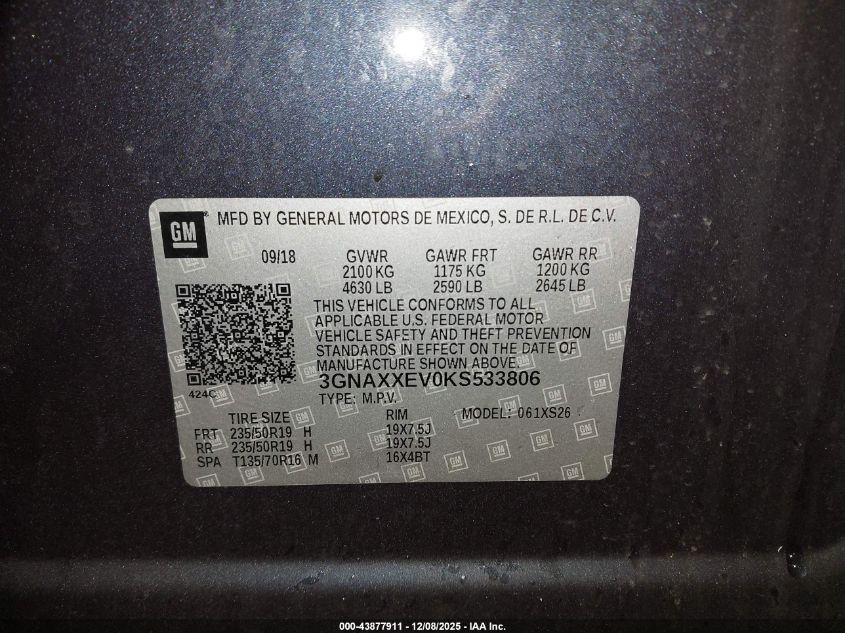 GM
® MFD BY GENERAL MOTORS DE MEXICO, S. DE R.L. DE C.V.
09/18 GVWR GAWR FRT GAWR RR
2100 KG 1175 KG 1200 KG
4630 LB 2590 LB 2645 LB
THIS VEHICLE CONFORMS TO ALL
APPLICABLE U.S. FEDERAL MOTOR
VEHICLE SAFETY AND THEFT PREVENTION
STANDARDS IN EFFECT ON THE DATE OF
MANUFACTURE SHOWN ABOVE.
3GNAXXEV0KS533806
424C
TYPE: M.P.V.
TIRE SIZE RIM MODEL: 061XS26
FRT 235/50R19 H 19X7.5J
RR 235/50R19 H 19X7.5J
SPA T135/70R16 M 16X4BT
000-43877911 - 12/08/2025 - IAA Inc.